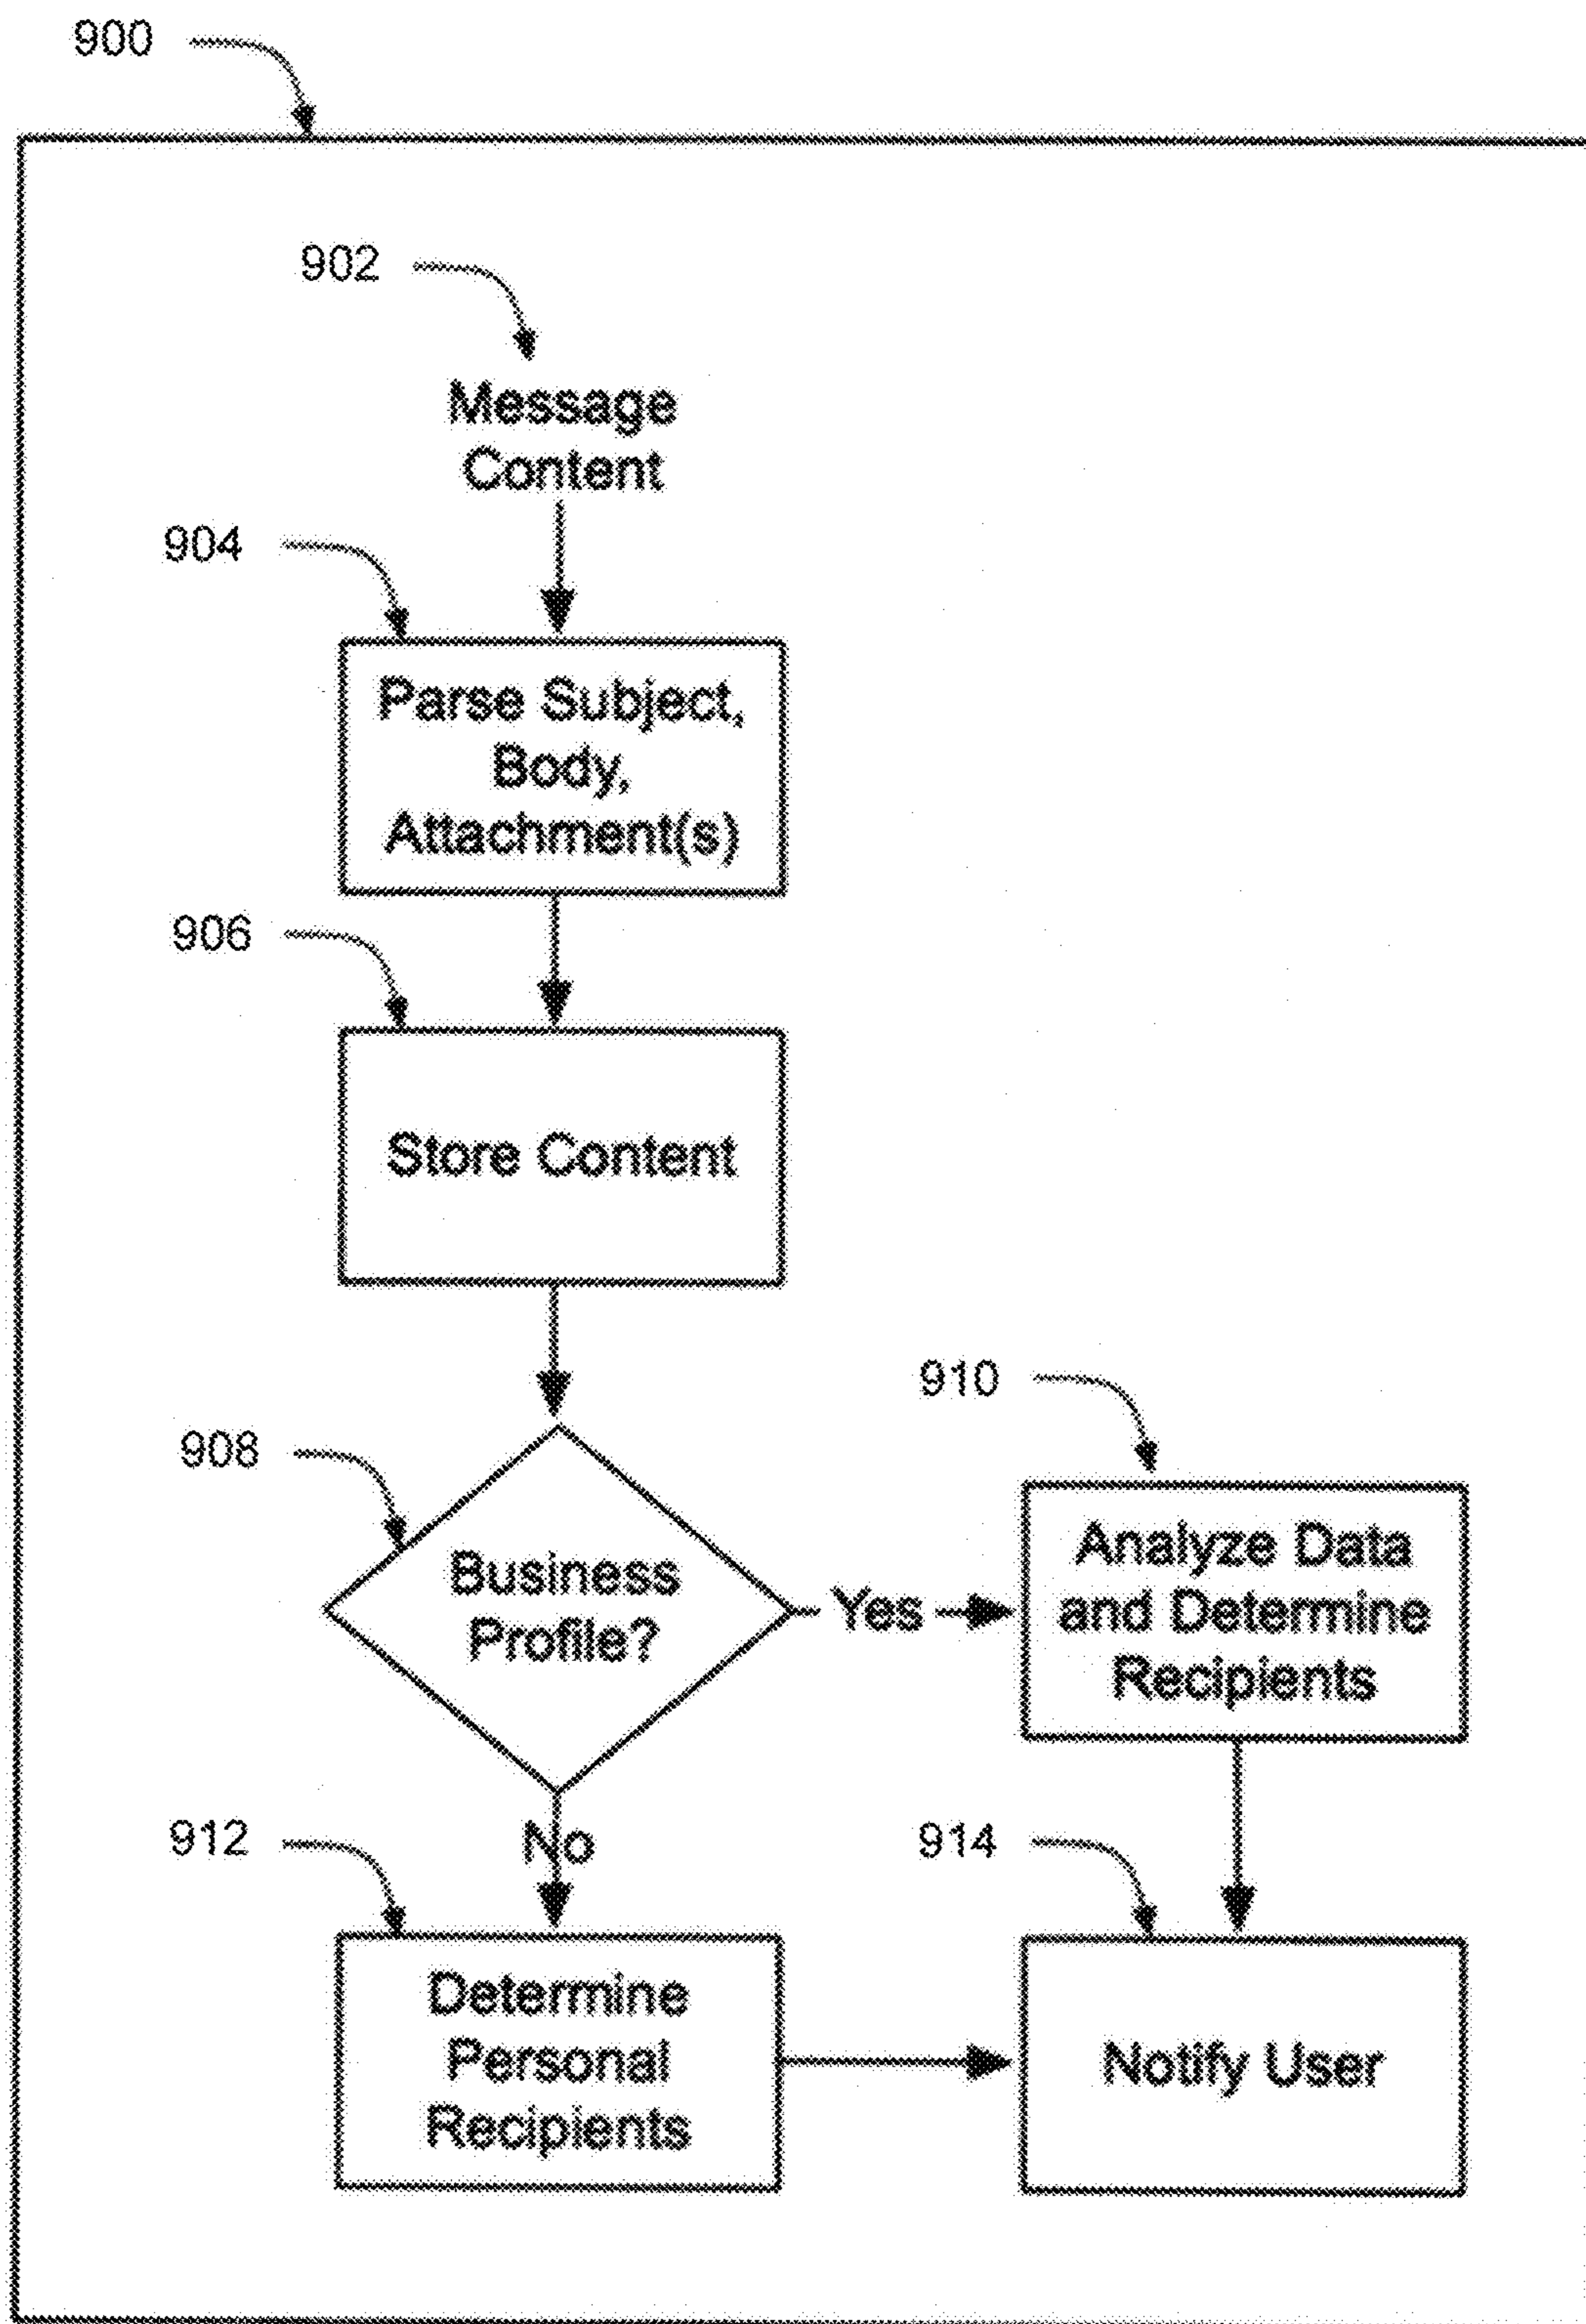 900
902
Message
Content
904
Parse Subject,
Body,
Attachment(s)
906
Store Content
908
Business
Profile?
Yes
910
Analyze Data
and Determine
Recipients
No
912
Determine
Personal
Recipients
914
Notify User